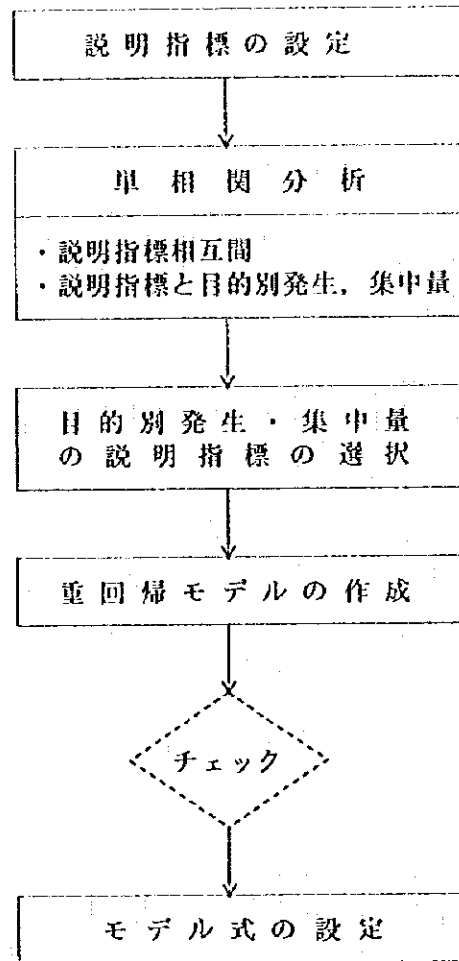 説明指標の設定
単相関分析
・説明指標相互間
・説明指標と目的別発生，集中量
目的別発生・集中量
の説明指標の選択
重回帰モデルの作成
チェック
モデル式の設定